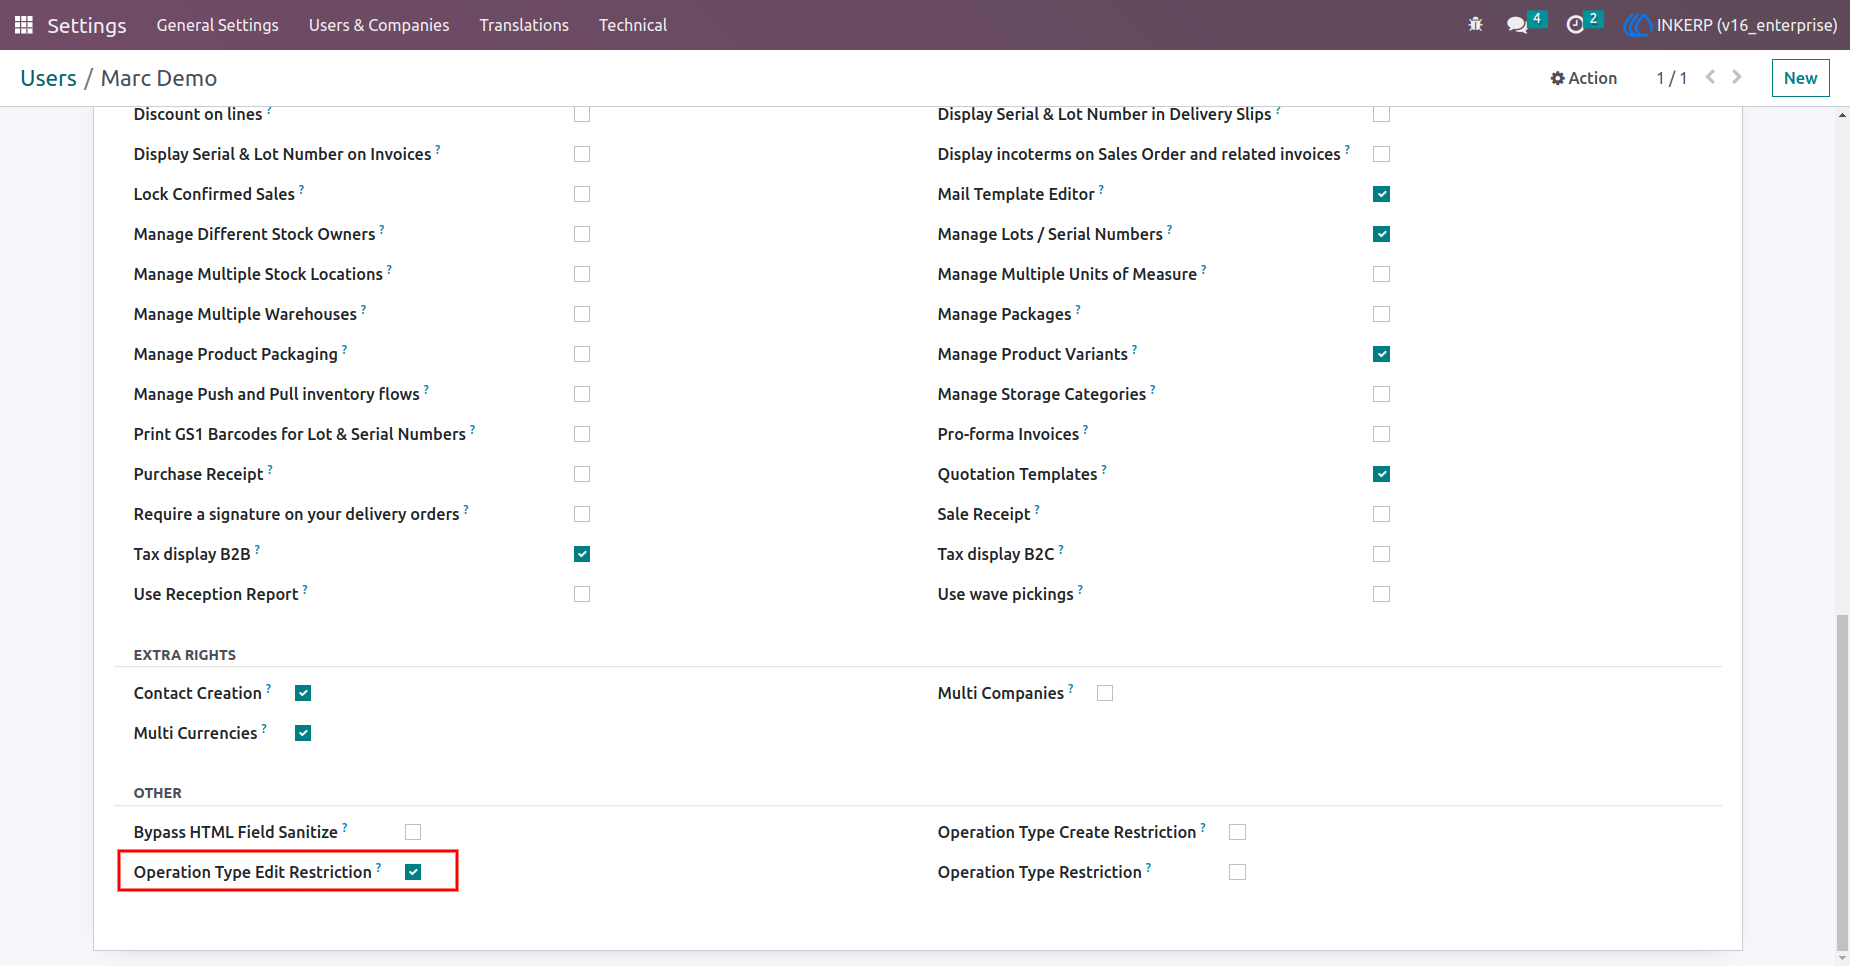 Settings General Settings Users & Companies Translations Technical 4 2 INKERP (v16_enterprise)
Users / Marc Demo Action 1 / 1 New
Discount on lines ? Display Serial & Lot Number in Delivery Slips ?
Display Serial & Lot Number on Invoices ? Display incoterms on Sales Order and related invoices ?
Lock Confirmed Sales ? Mail Template Editor ?
Manage Different Stock Owners ? Manage Lots / Serial Numbers ?
Manage Multiple Stock Locations ? Manage Multiple Units of Measure ?
Manage Multiple Warehouses ? Manage Packages ?
Manage Product Packaging ? Manage Product Variants ?
Manage Push and Pull inventory flows ? Manage Storage Categories ?
Print GS1 Barcodes for Lot & Serial Numbers ? Pro-forma Invoices ?
Purchase Receipt ? Quotation Templates ?
Require a signature on your delivery orders ? Sale Receipt ?
Tax display B2B ? Tax display B2C ?
Use Reception Report ? Use wave pickings ?
EXTRA RIGHTS
Contact Creation ? Multi Companies ?
Multi Currencies ?
OTHER
Bypass HTML Field Sanitize ? Operation Type Create Restriction ?
Operation Type Edit Restriction ? Operation Type Restriction ?